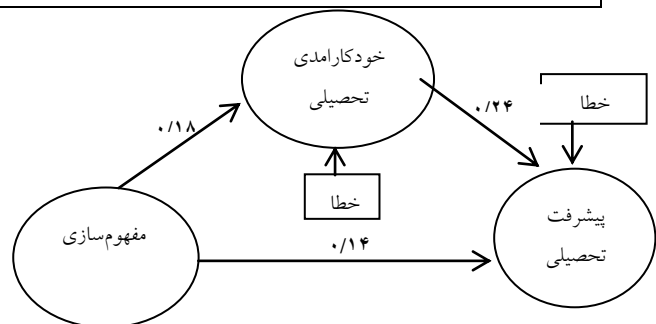 خودکارامدی
تحصیلی
۰/۱۸
۰/۲۴
خطا
خطا
مفهوم‌سازی
۰/۱۴
پیشرفت
تحصیلی